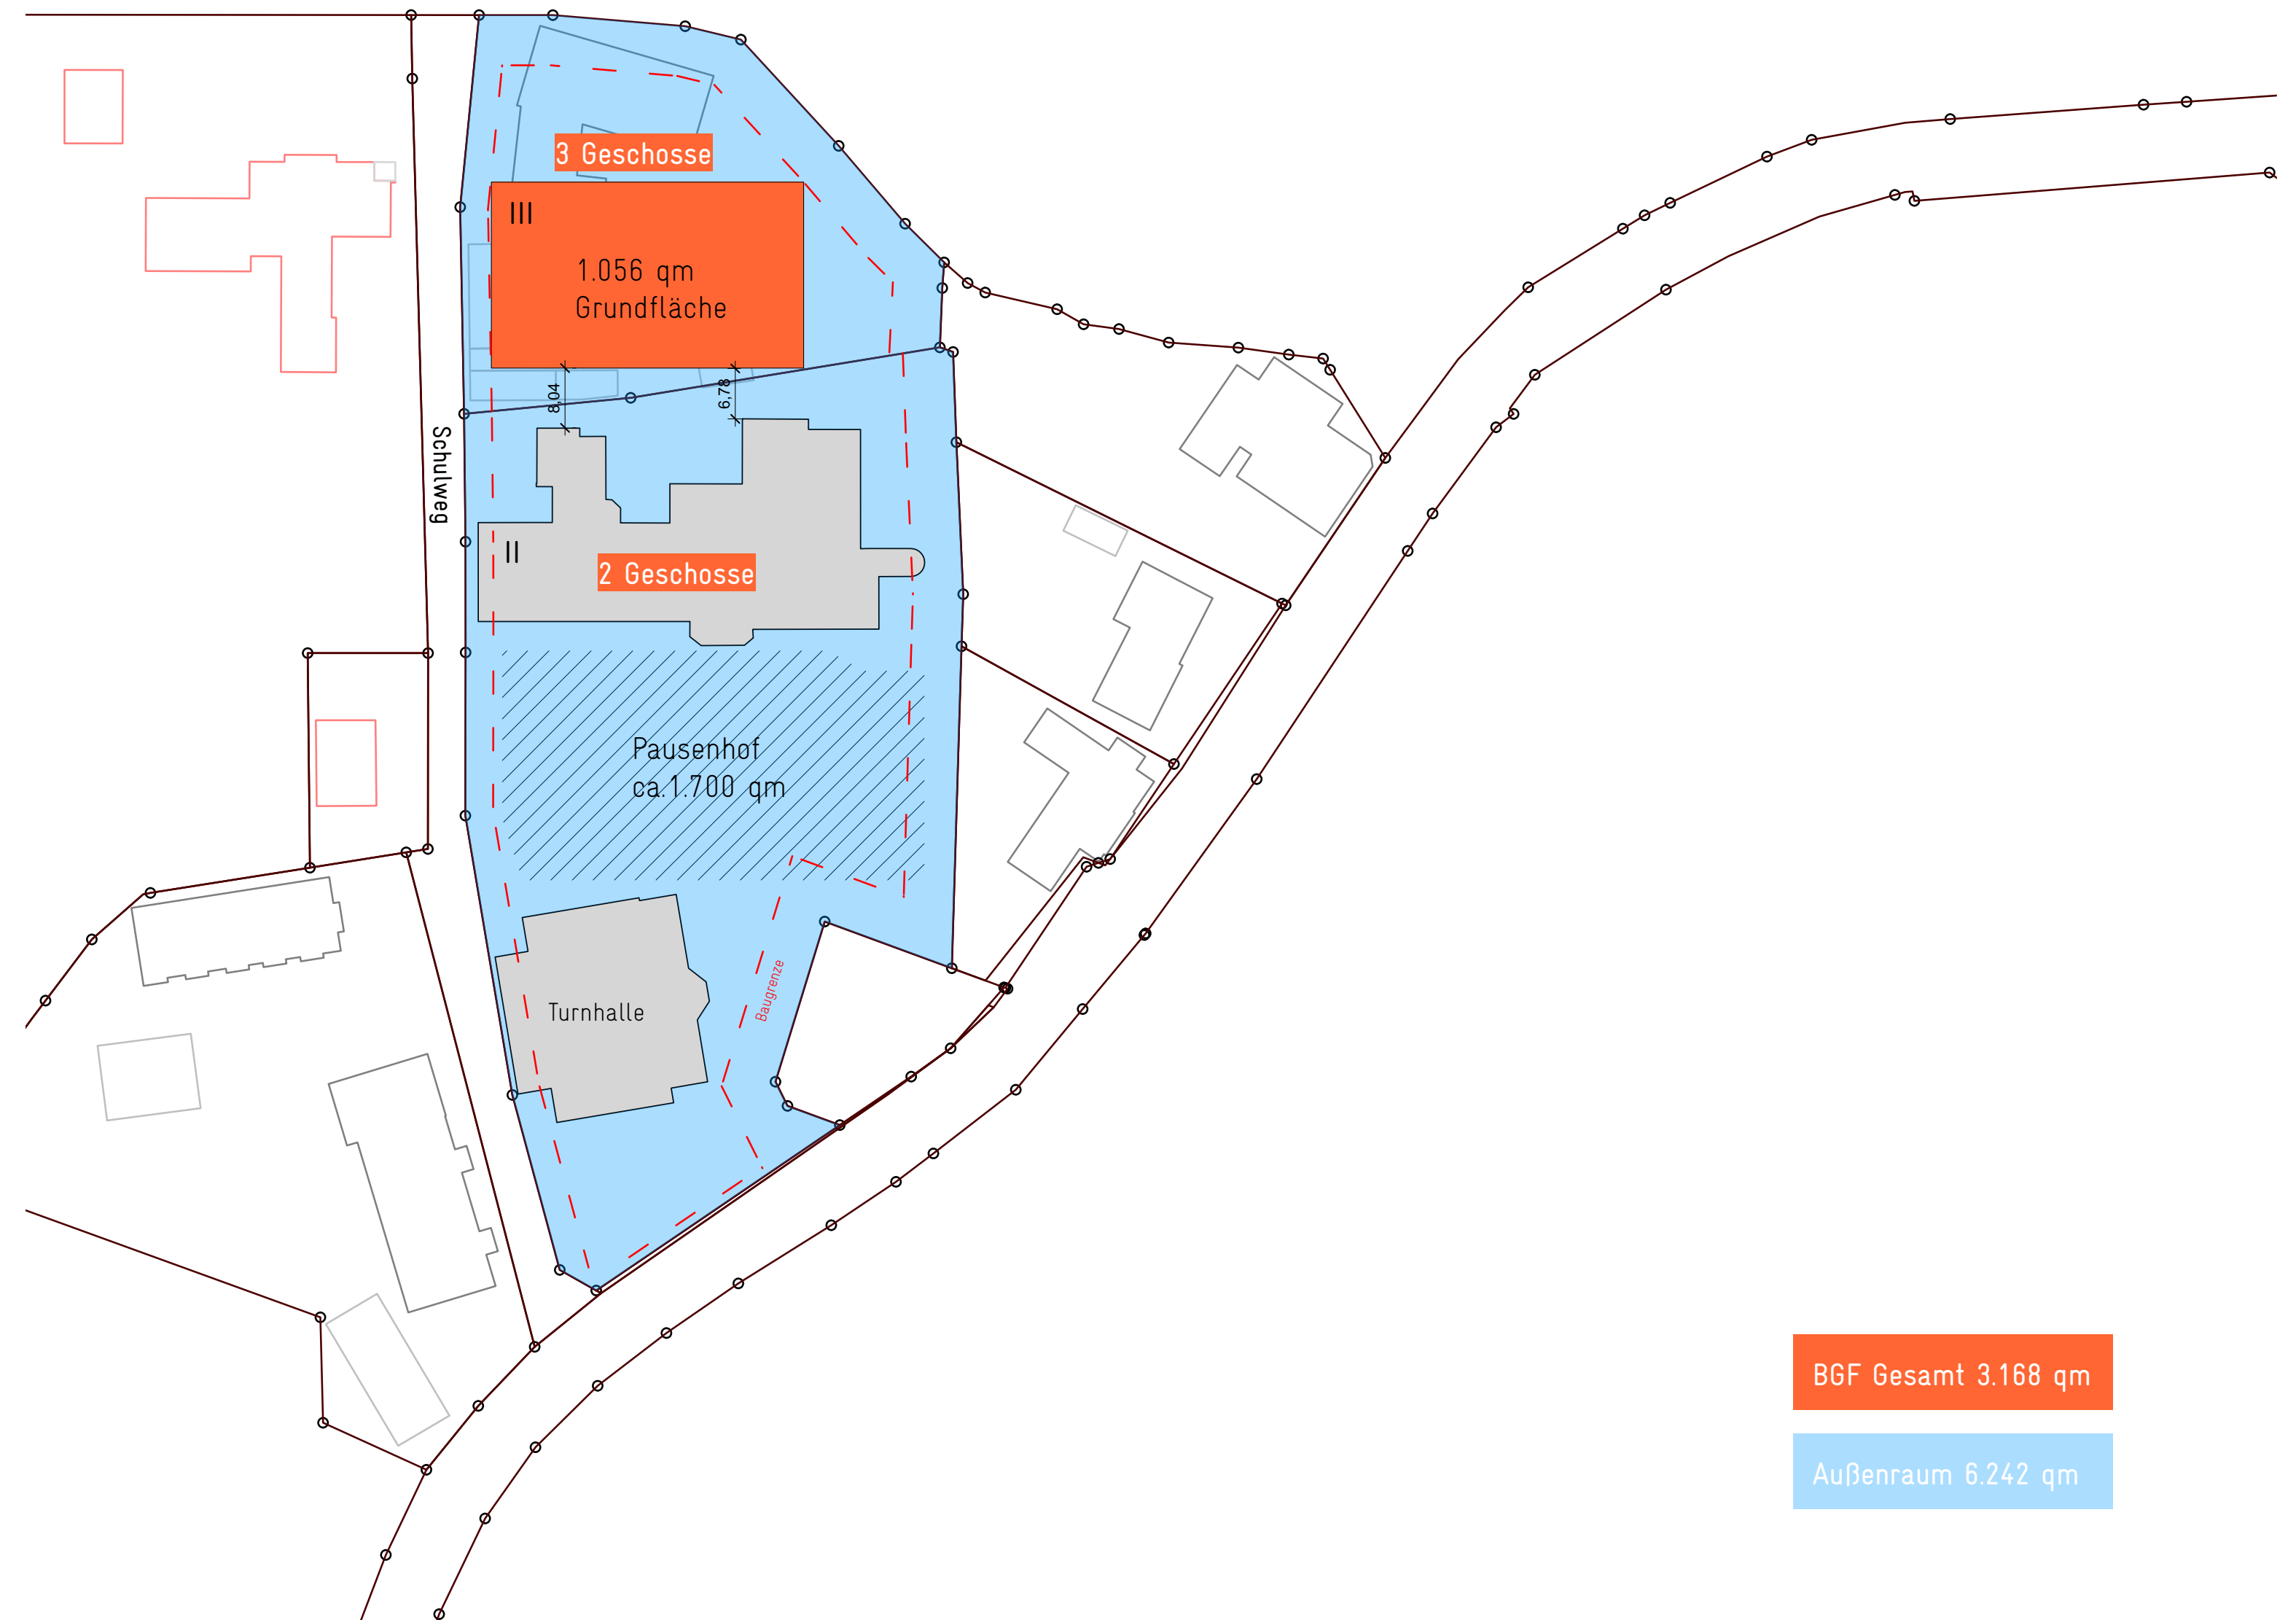 3 Geschosse
III
1.056 qm
Grundfläche
8,04
6,78
Schulweg
II
2 Geschosse
Pausenhof
ca.1.700 qm
Baugrenze
Turnhalle
BGF Gesamt 3.168 qm
Außenraum 6.242 qm